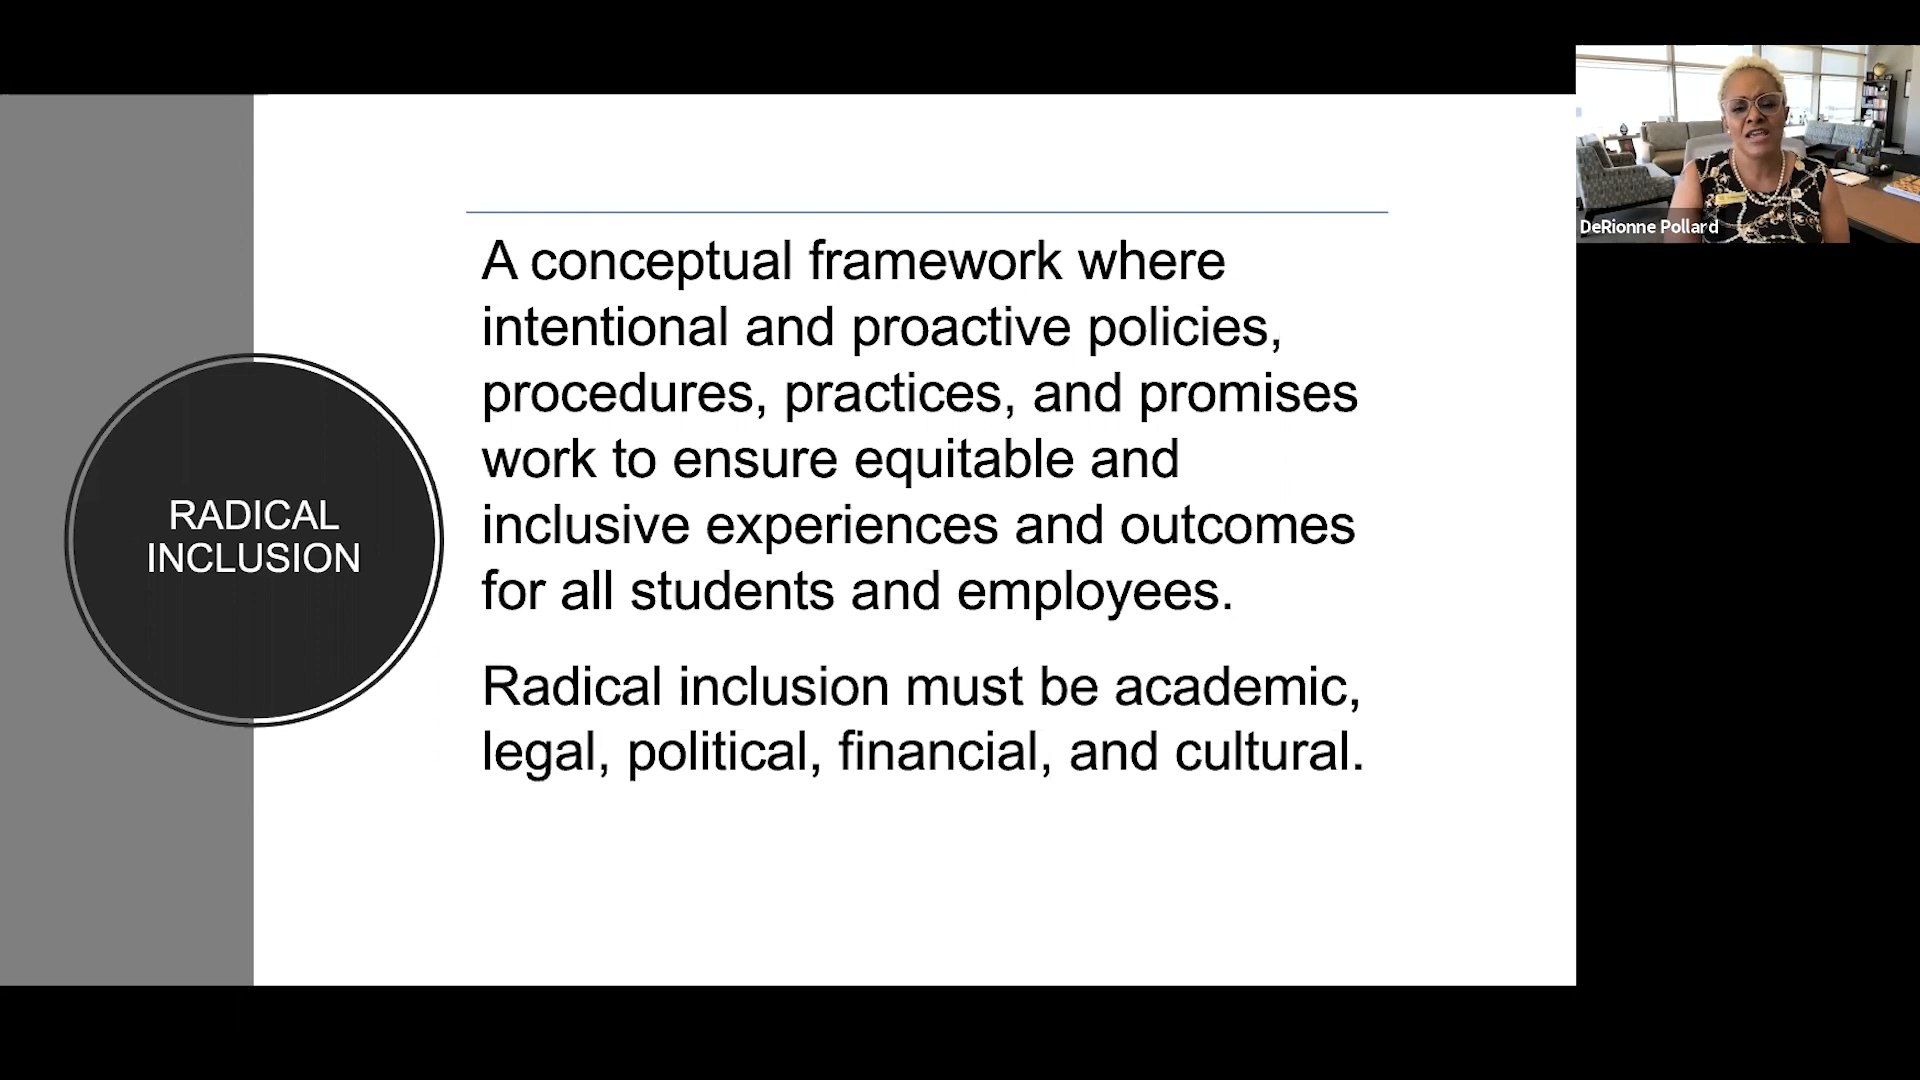 RADICAL
INCLUSION
A conceptual framework where
intentional and proactive policies,
procedures, practices, and promises
work to ensure equitable and
inclusive experiences and outcomes
for all students and employees.
Radical inclusion must be academic,
legal, political, financial, and cultural.
DeRionne Pollard